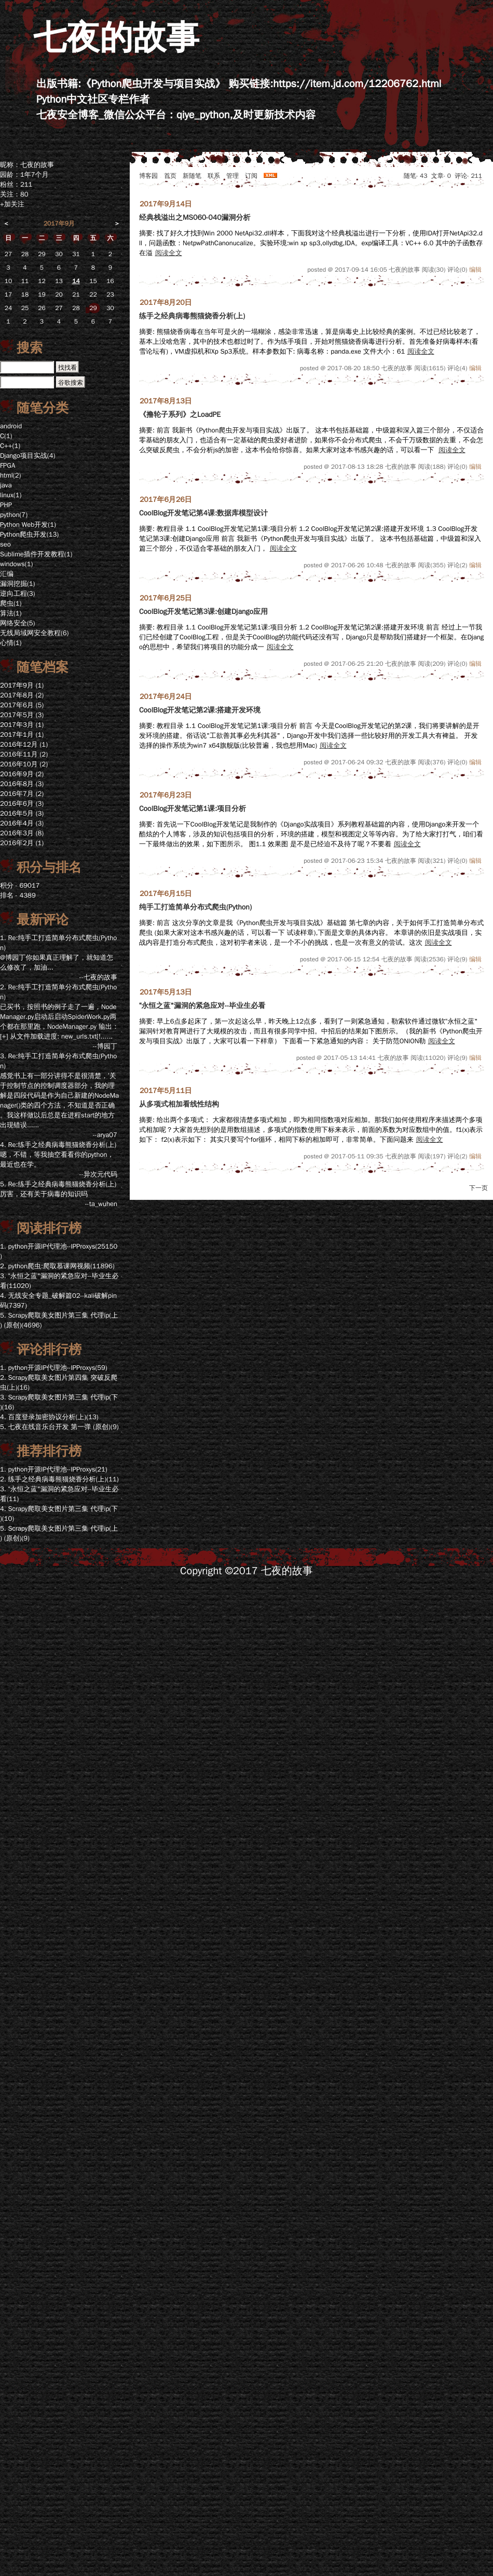 七夜的故事
出版书籍:《Python爬虫开发与项目实战》 购买链接:https://item.jd.com/12206762.html
Python中文社区专栏作者
七夜安全博客_微信公众平台：qiye_python,及时更新技术内容
昵称：七夜的故事
园龄：1年7个月
粉丝：211
关注：80
+加关注
< 2017年9月 >
日 一 二 三 四 五 六
27 28 29 30 31 1 2
3 4 5 6 7 8 9
10 11 12 13 14 15 16
17 18 19 20 21 22 23
24 25 26 27 28 29 30
1 2 3 4 5 6 7
搜索
找找看
谷歌搜索
随笔分类
android
C(1)
C++(1)
Django项目实战(4)
FPGA
html(2)
java
linux(1)
PHP
python(7)
Python Web开发(1)
Python爬虫开发(13)
seo
Sublime插件开发教程(1)
windows(1)
汇编
漏洞挖掘(1)
逆向工程(3)
爬虫(1)
算法(1)
网络安全(5)
无线局域网安全教程(6)
心情(1)
随笔档案
2017年9月 (1)
2017年8月 (2)
2017年6月 (5)
2017年5月 (3)
2017年3月 (1)
2017年1月 (1)
2016年12月 (1)
2016年11月 (2)
2016年10月 (2)
2016年9月 (2)
2016年8月 (3)
2016年7月 (2)
2016年6月 (3)
2016年5月 (3)
2016年4月 (3)
2016年3月 (8)
2016年2月 (1)
积分与排名
积分 - 69017
排名 - 4389
最新评论
1. Re:纯手工打造简单分布式爬虫(Pytho
n)
@博园丁你如果真正理解了，就知道怎
么修改了，加油...
--七夜的故事
2. Re:纯手工打造简单分布式爬虫(Pytho
n)
已买书，按照书的例子走了一遍，Node
Manager.py启动后启动SpiderWork.py两
个都在那里跑，NodeManager.py 输出：
[+] 从文件加载进度: new_urls.txt[!......
--博园丁
3. Re:纯手工打造简单分布式爬虫(Pytho
n)
感觉书上有一部分讲得不是很清楚，'关
于控制节点的控制调度器部分，我的理
解是四段代码是作为自己新建的NodeMa
nager()类的四个方法，不知道是否正确
。我这样做以后总是在进程start的地方
出现错误......
--arya07
4. Re:练手之经典病毒熊猫烧香分析(上)
嗯，不错，等我抽空看看你的python，
最近也在学。
--异次元代码
5. Re:练手之经典病毒熊猫烧香分析(上)
厉害，还有关于病毒的知识吗
--ta_wuhen
阅读排行榜
1. python开源IP代理池--IPProxys(25150
)
2. python爬虫:爬取慕课网视频(11896)
3. "永恒之蓝"漏洞的紧急应对--毕业生必
看(11020)
4. 无线安全专题_破解篇02--kali破解pin
码(7397)
5. Scrapy爬取美女图片第三集 代理ip(上
) (原创)(4696)
评论排行榜
1. python开源IP代理池--IPProxys(59)
2. Scrapy爬取美女图片第四集 突破反爬
虫(上)(16)
3. Scrapy爬取美女图片第三集 代理ip(下
)(16)
4. 百度登录加密协议分析(上)(13)
5. 七夜在线音乐台开发 第一弹 (原创)(9)
推荐排行榜
1. python开源IP代理池--IPProxys(21)
2. 练手之经典病毒熊猫烧香分析(上)(11)
3. "永恒之蓝"漏洞的紧急应对--毕业生必
看(11)
4. Scrapy爬取美女图片第三集 代理ip(下
)(10)
5. Scrapy爬取美女图片第三集 代理ip(上
) (原创)(9)
博客园 首页 新随笔 联系 管理 订阅 XML 随笔- 43 文章- 0 评论- 211
2017年9月14日
经典栈溢出之MS060-040漏洞分析
摘要: 找了好久才找到Win 2000 NetApi32.dll样本，下面我对这个经典栈溢出进行一下分析，使用IDA打开NetApi32.d
ll，问题函数：NetpwPathCanonucalize。实验环境:win xp sp3,ollydbg,IDA。exp编译工具：VC++ 6.0 其中的子函数存
在溢 阅读全文
posted @ 2017-09-14 16:05 七夜的故事 阅读(30) 评论(0) 编辑
2017年8月20日
练手之经典病毒熊猫烧香分析(上)
摘要: 熊猫烧香病毒在当年可是火的一塌糊涂，感染非常迅速，算是病毒史上比较经典的案例。不过已经比较老了，
基本上没啥危害，其中的技术也都过时了。作为练手项目，开始对熊猫烧香病毒进行分析。首先准备好病毒样本(看
雪论坛有)，VM虚拟机和Xp Sp3系统。样本参数如下: 病毒名称：panda.exe 文件大小：61 阅读全文
posted @ 2017-08-20 18:50 七夜的故事 阅读(1615) 评论(4) 编辑
2017年8月13日
《撸轮子系列》之LoadPE
摘要: 前言 我新书《Python爬虫开发与项目实战》出版了。 这本书包括基础篇，中级篇和深入篇三个部分，不仅适合
零基础的朋友入门，也适合有一定基础的爬虫爱好者进阶，如果你不会分布式爬虫，不会千万级数据的去重，不会怎
么突破反爬虫，不会分析js的加密，这本书会给你惊喜。如果大家对这本书感兴趣的话，可以看一下 阅读全文
posted @ 2017-08-13 18:28 七夜的故事 阅读(188) 评论(0) 编辑
2017年6月26日
CoolBlog开发笔记第4课:数据库模型设计
摘要: 教程目录 1.1 CoolBlog开发笔记第1课:项目分析 1.2 CoolBlog开发笔记第2课:搭建开发环境 1.3 CoolBlog开发
笔记第3课:创建Django应用 前言 我新书《Python爬虫开发与项目实战》出版了。 这本书包括基础篇，中级篇和深入
篇三个部分，不仅适合零基础的朋友入门， 阅读全文
posted @ 2017-06-26 10:48 七夜的故事 阅读(355) 评论(2) 编辑
2017年6月25日
CoolBlog开发笔记第3课:创建Django应用
摘要: 教程目录 1.1 CoolBlog开发笔记第1课:项目分析 1.2 CoolBlog开发笔记第2课:搭建开发环境 前言 经过上一节我
们已经创建了CoolBlog工程，但是关于CoolBlog的功能代码还没有写，Django只是帮助我们搭建好一个框架。在Djang
o的思想中，希望我们将项目的功能分成一 阅读全文
posted @ 2017-06-25 21:20 七夜的故事 阅读(209) 评论(0) 编辑
2017年6月24日
CoolBlog开发笔记第2课:搭建开发环境
摘要: 教程目录 1.1 CoolBlog开发笔记第1课:项目分析 前言 今天是CoolBlog开发笔记的第2课，我们将要讲解的是开
发环境的搭建。俗话说"工欲善其事必先利其器"，Django开发中我们选择一些比较好用的开发工具大有裨益。 开发
选择的操作系统为win7 x64旗舰版(比较普遍，我也想用Mac) 阅读全文
posted @ 2017-06-24 09:32 七夜的故事 阅读(376) 评论(0) 编辑
2017年6月23日
CoolBlog开发笔记第1课:项目分析
摘要: 首先说一下CoolBlog开发笔记是我制作的《Django实战项目》系列教程基础篇的内容，使用Django来开发一个
酷炫的个人博客，涉及的知识包括项目的分析，环境的搭建，模型和视图定义等等内容。为了给大家打打气，咱们看
一下最终做出的效果，如下图所示。 图1.1 效果图 是不是已经迫不及待了呢？不要着 阅读全文
posted @ 2017-06-23 15:34 七夜的故事 阅读(321) 评论(0) 编辑
2017年6月15日
纯手工打造简单分布式爬虫(Python)
摘要: 前言 这次分享的文章是我《Python爬虫开发与项目实战》基础篇 第七章的内容，关于如何手工打造简单分布式
爬虫 (如果大家对这本书感兴趣的话，可以看一下 试读样章),下面是文章的具体内容。 本章讲的依旧是实战项目，实
战内容是打造分布式爬虫，这对初学者来说，是一个不小的挑战，也是一次有意义的尝试。这次 阅读全文
posted @ 2017-06-15 12:54 七夜的故事 阅读(2536) 评论(9) 编辑
2017年5月13日
"永恒之蓝"漏洞的紧急应对--毕业生必看
摘要: 早上6点多起多起床了，第一次起这么早，昨天晚上12点多，看到了一则紧急通知，勒索软件通过微软"永恒之蓝"
漏洞针对教育网进行了大规模的攻击，而且有很多同学中招。中招后的结果如下图所示。（我的新书《Python爬虫开
发与项目实战》出版了，大家可以看一下样章） 下面看一下紧急通知的内容： 关于防范ONION勒 阅读全文
posted @ 2017-05-13 14:41 七夜的故事 阅读(11020) 评论(9) 编辑
2017年5月11日
从多项式相加看线性结构
摘要: 给出两个多项式： 大家都很清楚多项式相加，即为相同指数项对应相加。那我们如何使用程序来描述两个多项
式相加呢？大家首先想到的是用数组描述，多项式的指数使用下标来表示，前面的系数为对应数组中的值。f1(x)表示
如下： f2(x)表示如下： 其实只要写个for循环，相同下标的相加即可，非常简单。下面问题来 阅读全文
posted @ 2017-05-11 09:35 七夜的故事 阅读(197) 评论(2) 编辑
下一页
Copyright ©2017 七夜的故事